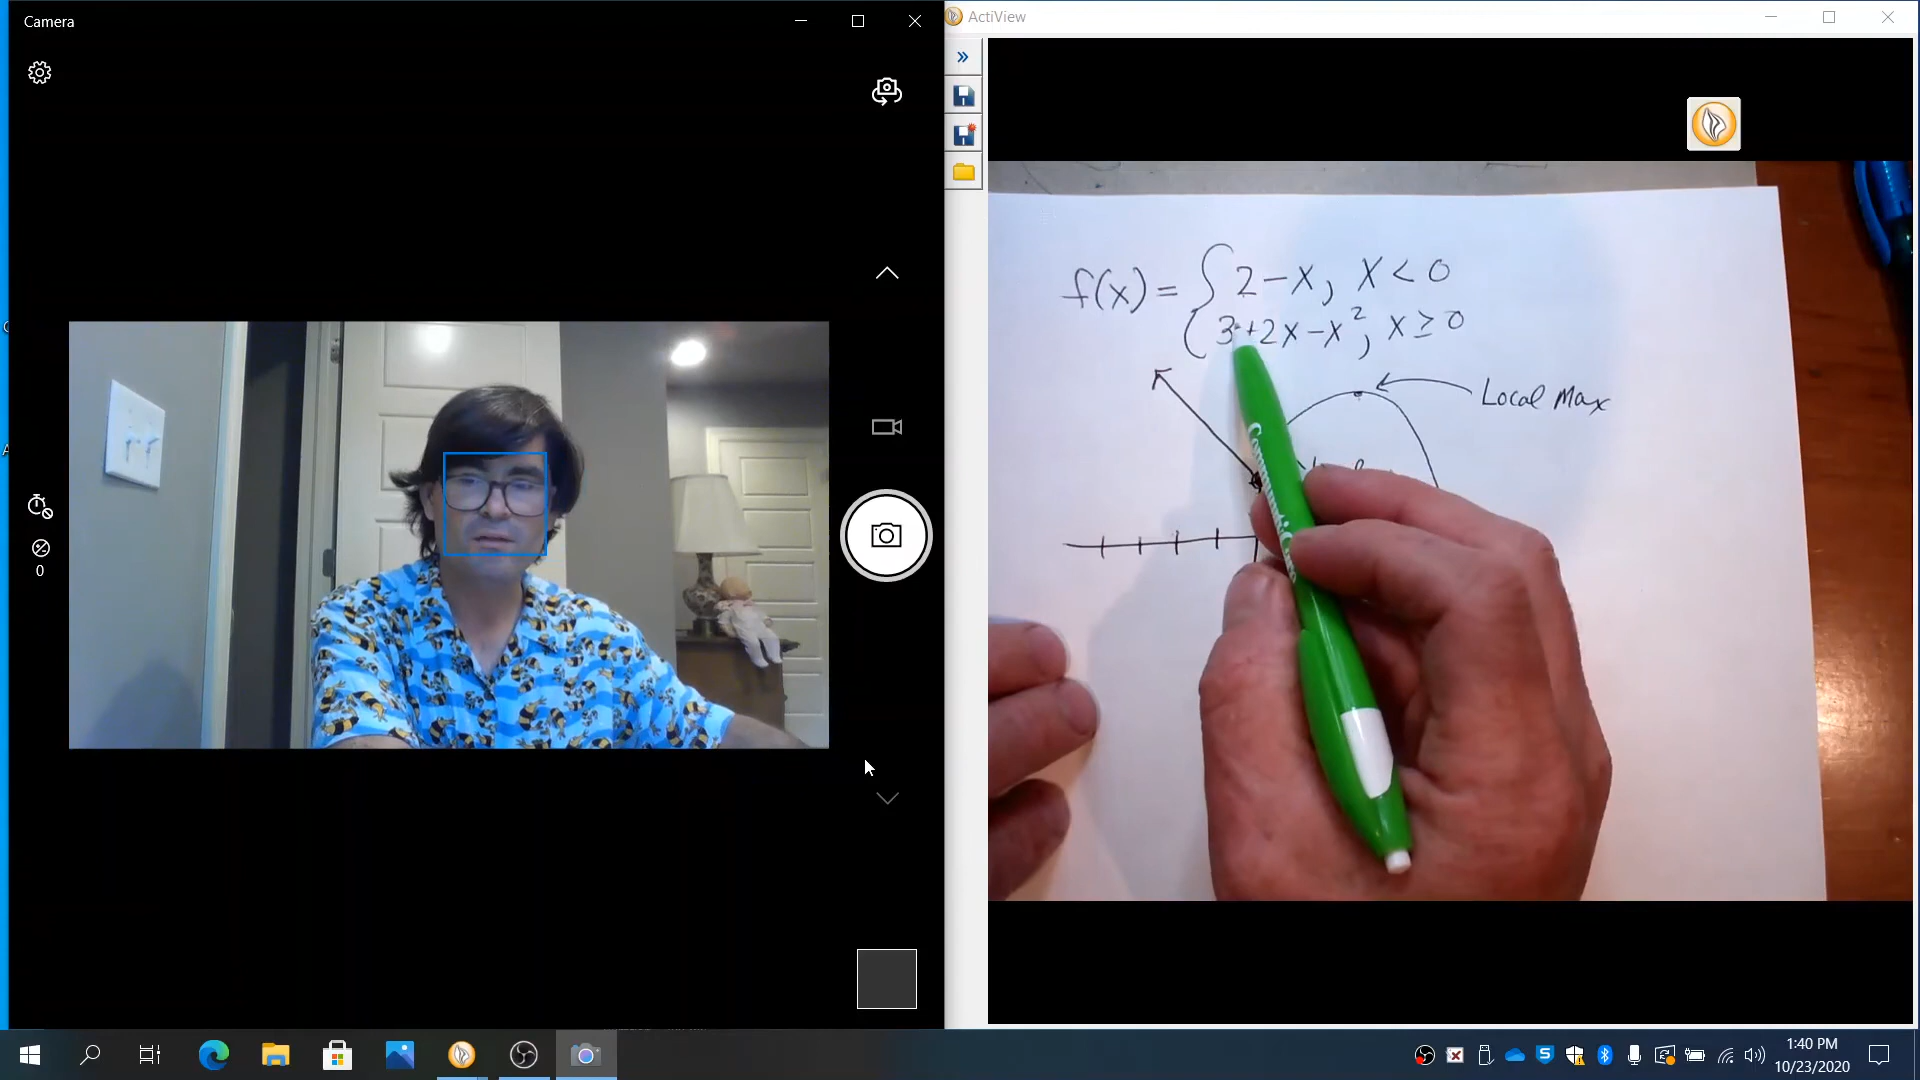 Camera
ActiView
f(x) = { 2 - x, x < 0
3 + 2x - x², x ≥ 0
Local Max
0
1:40 PM
10/23/2020